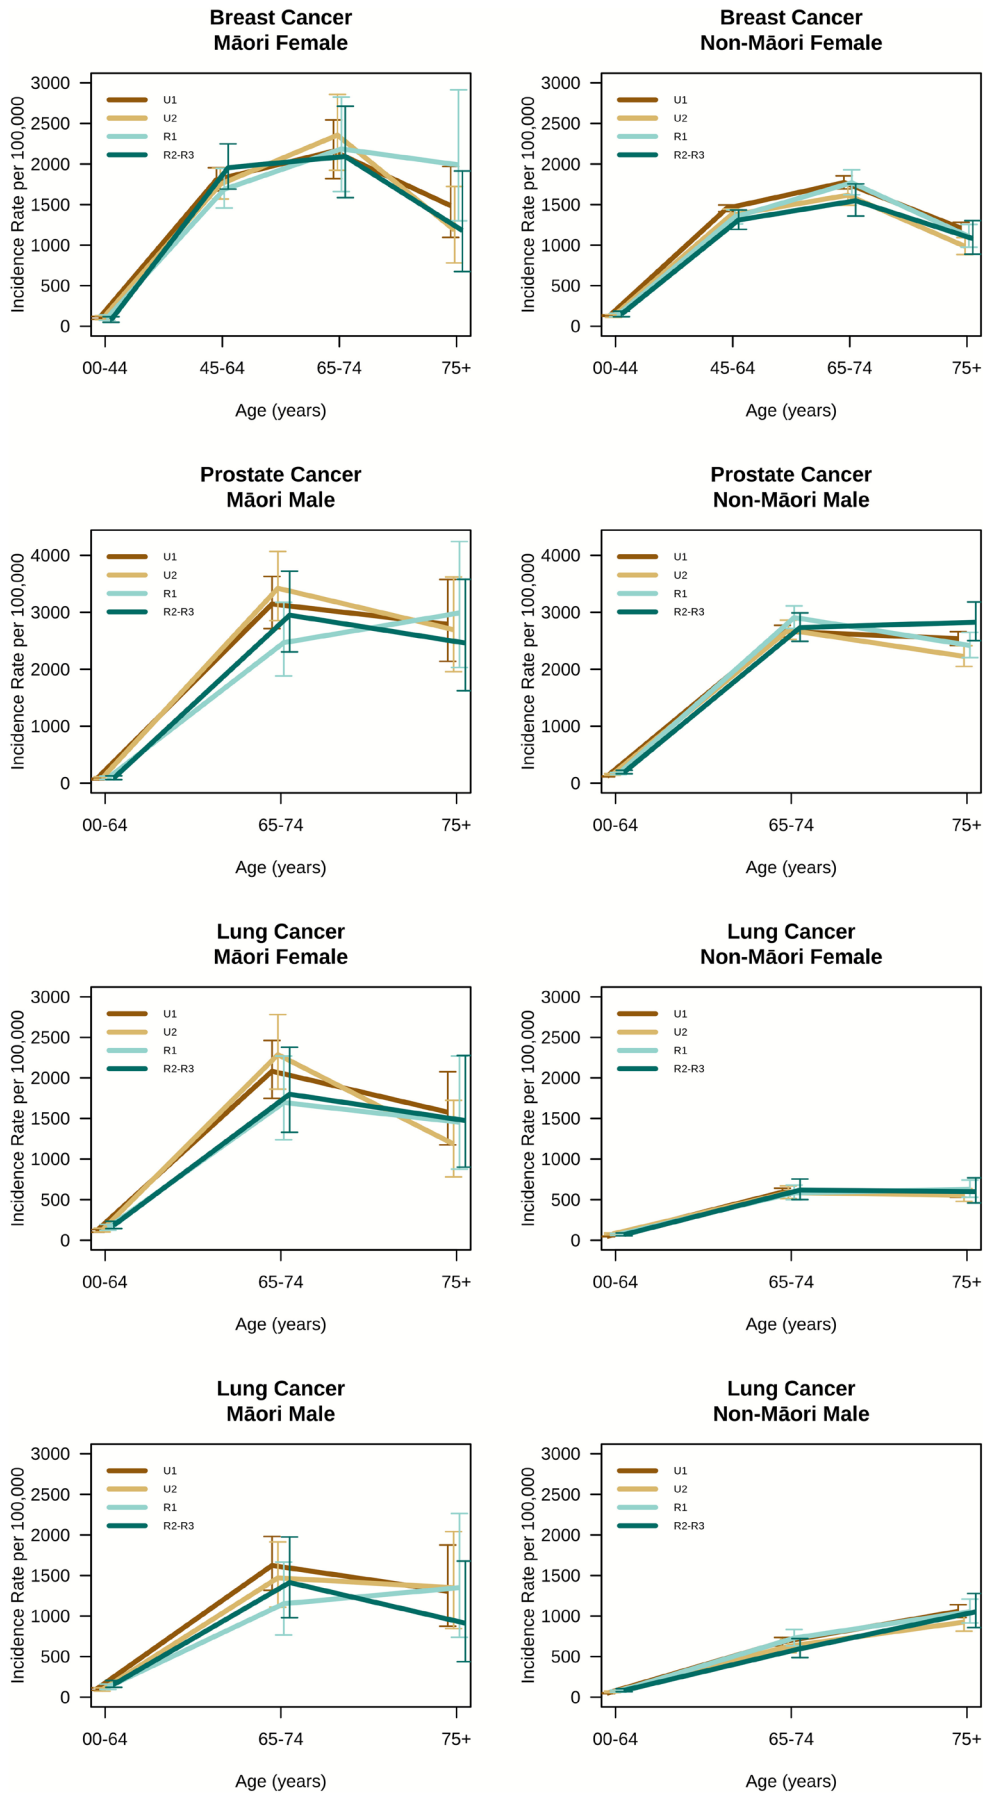 Breast Cancer
Māori Female
Incidence Rate per 100,000
3000
2500
2000
1500
1000
500
0
U1
U2
R1
R2-R3
00-44
45-64
65-74
75+
Age (years)
Breast Cancer
Non-Māori Female
Incidence Rate per 100,000
3000
2500
2000
1500
1000
500
0
U1
U2
R1
R2-R3
00-44
45-64
65-74
75+
Age (years)
Prostate Cancer
Māori Male
Incidence Rate per 100,000
4000
3000
2000
1000
0
U1
U2
R1
R2-R3
00-64
65-74
75+
Age (years)
Prostate Cancer
Non-Māori Male
Incidence Rate per 100,000
4000
3000
2000
1000
0
U1
U2
R1
R2-R3
00-64
65-74
75+
Age (years)
Lung Cancer
Māori Female
Incidence Rate per 100,000
3000
2500
2000
1500
1000
500
0
U1
U2
R1
R2-R3
00-64
65-74
75+
Age (years)
Lung Cancer
Non-Māori Female
Incidence Rate per 100,000
3000
2500
2000
1500
1000
500
0
U1
U2
R1
R2-R3
00-64
65-74
75+
Age (years)
Lung Cancer
Māori Male
Incidence Rate per 100,000
3000
2500
2000
1500
1000
500
0
U1
U2
R1
R2-R3
00-64
65-74
75+
Age (years)
Lung Cancer
Non-Māori Male
Incidence Rate per 100,000
3000
2500
2000
1500
1000
500
0
U1
U2
R1
R2-R3
00-64
65-74
75+
Age (years)